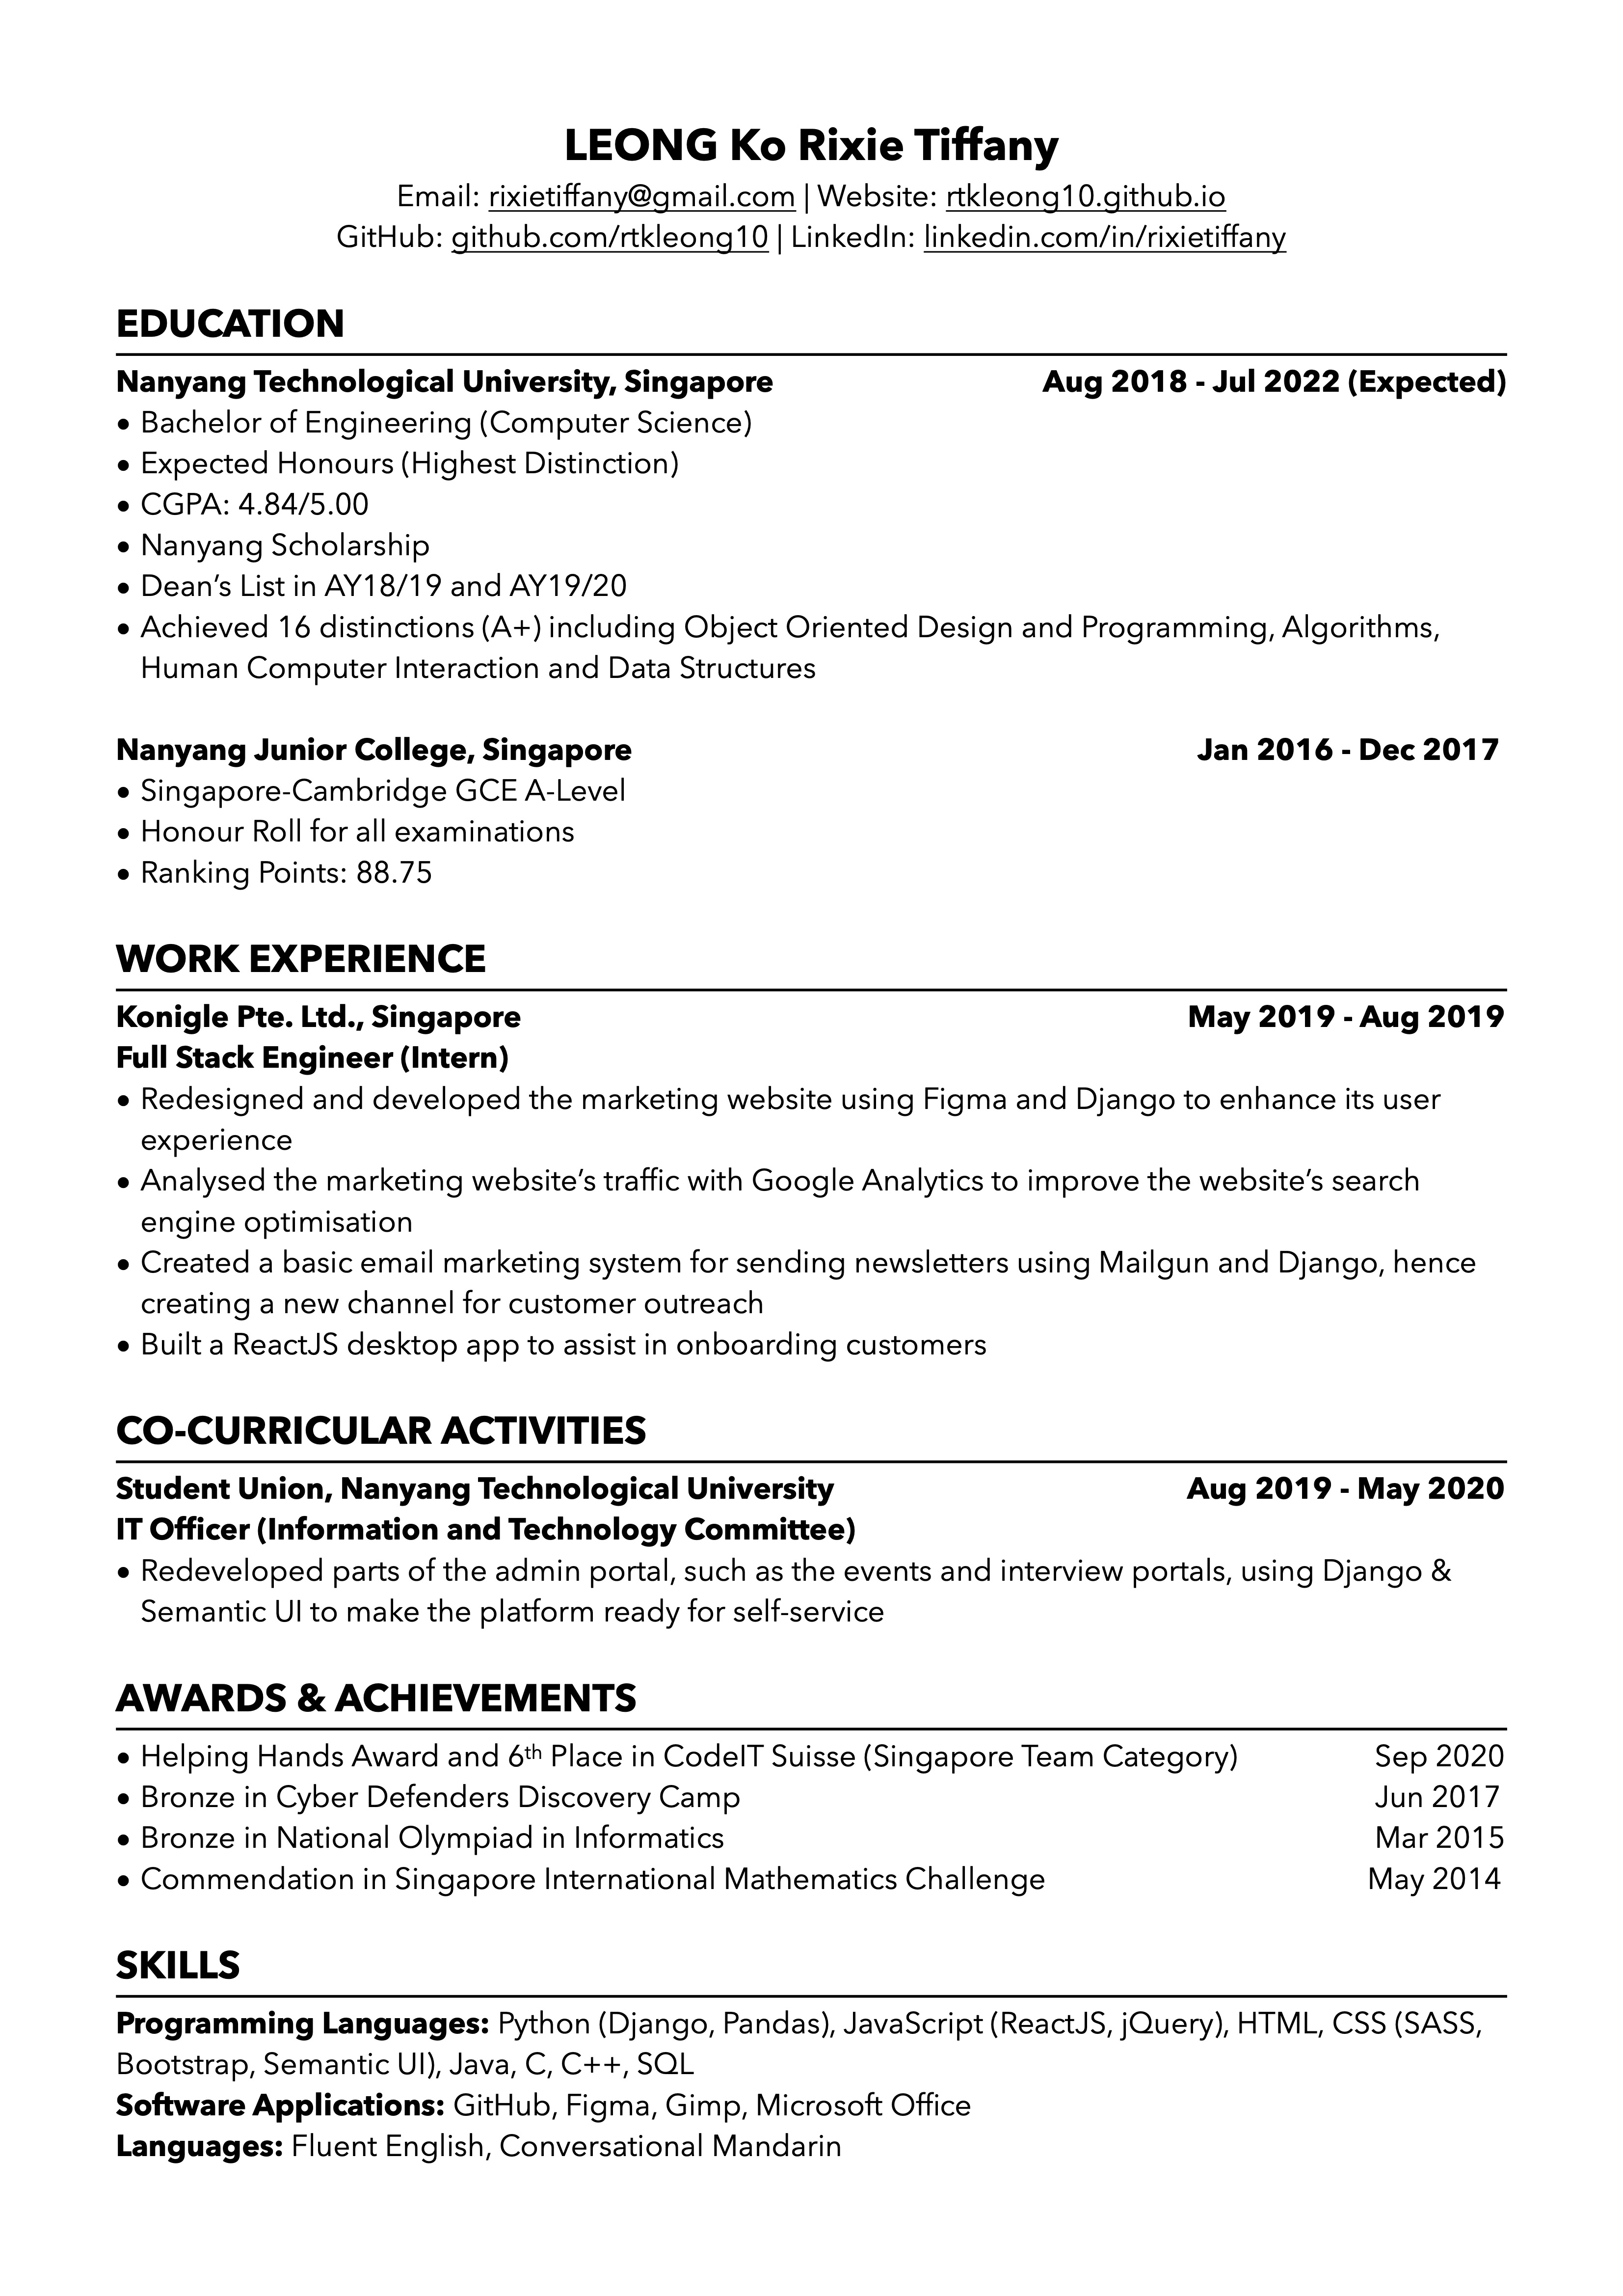 LEONG Ko Rixie Tiffany
Email: rixietiffany@gmail.com | Website: rtkleong10.github.io
GitHub: github.com/rtkleong10 | LinkedIn: linkedin.com/in/rixietiffany
EDUCATION
Nanyang Technological University, Singapore Aug 2018 - Jul 2022 (Expected)
• Bachelor of Engineering (Computer Science)
• Expected Honours (Highest Distinction)
• CGPA: 4.84/5.00
• Nanyang Scholarship
• Dean’s List in AY18/19 and AY19/20
• Achieved 16 distinctions (A+) including Object Oriented Design and Programming, Algorithms,
Human Computer Interaction and Data Structures
Nanyang Junior College, Singapore Jan 2016 - Dec 2017
• Singapore-Cambridge GCE A-Level
• Honour Roll for all examinations
• Ranking Points: 88.75
WORK EXPERIENCE
Konigle Pte. Ltd., Singapore May 2019 - Aug 2019
Full Stack Engineer (Intern)
• Redesigned and developed the marketing website using Figma and Django to enhance its user
experience
• Analysed the marketing website’s traffic with Google Analytics to improve the website’s search
engine optimisation
• Created a basic email marketing system for sending newsletters using Mailgun and Django, hence
creating a new channel for customer outreach
• Built a ReactJS desktop app to assist in onboarding customers
CO-CURRICULAR ACTIVITIES
Student Union, Nanyang Technological University Aug 2019 - May 2020
IT Officer (Information and Technology Committee)
• Redeveloped parts of the admin portal, such as the events and interview portals, using Django &
Semantic UI to make the platform ready for self-service
AWARDS & ACHIEVEMENTS
• Helping Hands Award and 6th Place in CodeIT Suisse (Singapore Team Category) Sep 2020
• Bronze in Cyber Defenders Discovery Camp Jun 2017
• Bronze in National Olympiad in Informatics Mar 2015
• Commendation in Singapore International Mathematics Challenge May 2014
SKILLS
Programming Languages: Python (Django, Pandas), JavaScript (ReactJS, jQuery), HTML, CSS (SASS,
Bootstrap, Semantic UI), Java, C, C++, SQL
Software Applications: GitHub, Figma, Gimp, Microsoft Office
Languages: Fluent English, Conversational Mandarin